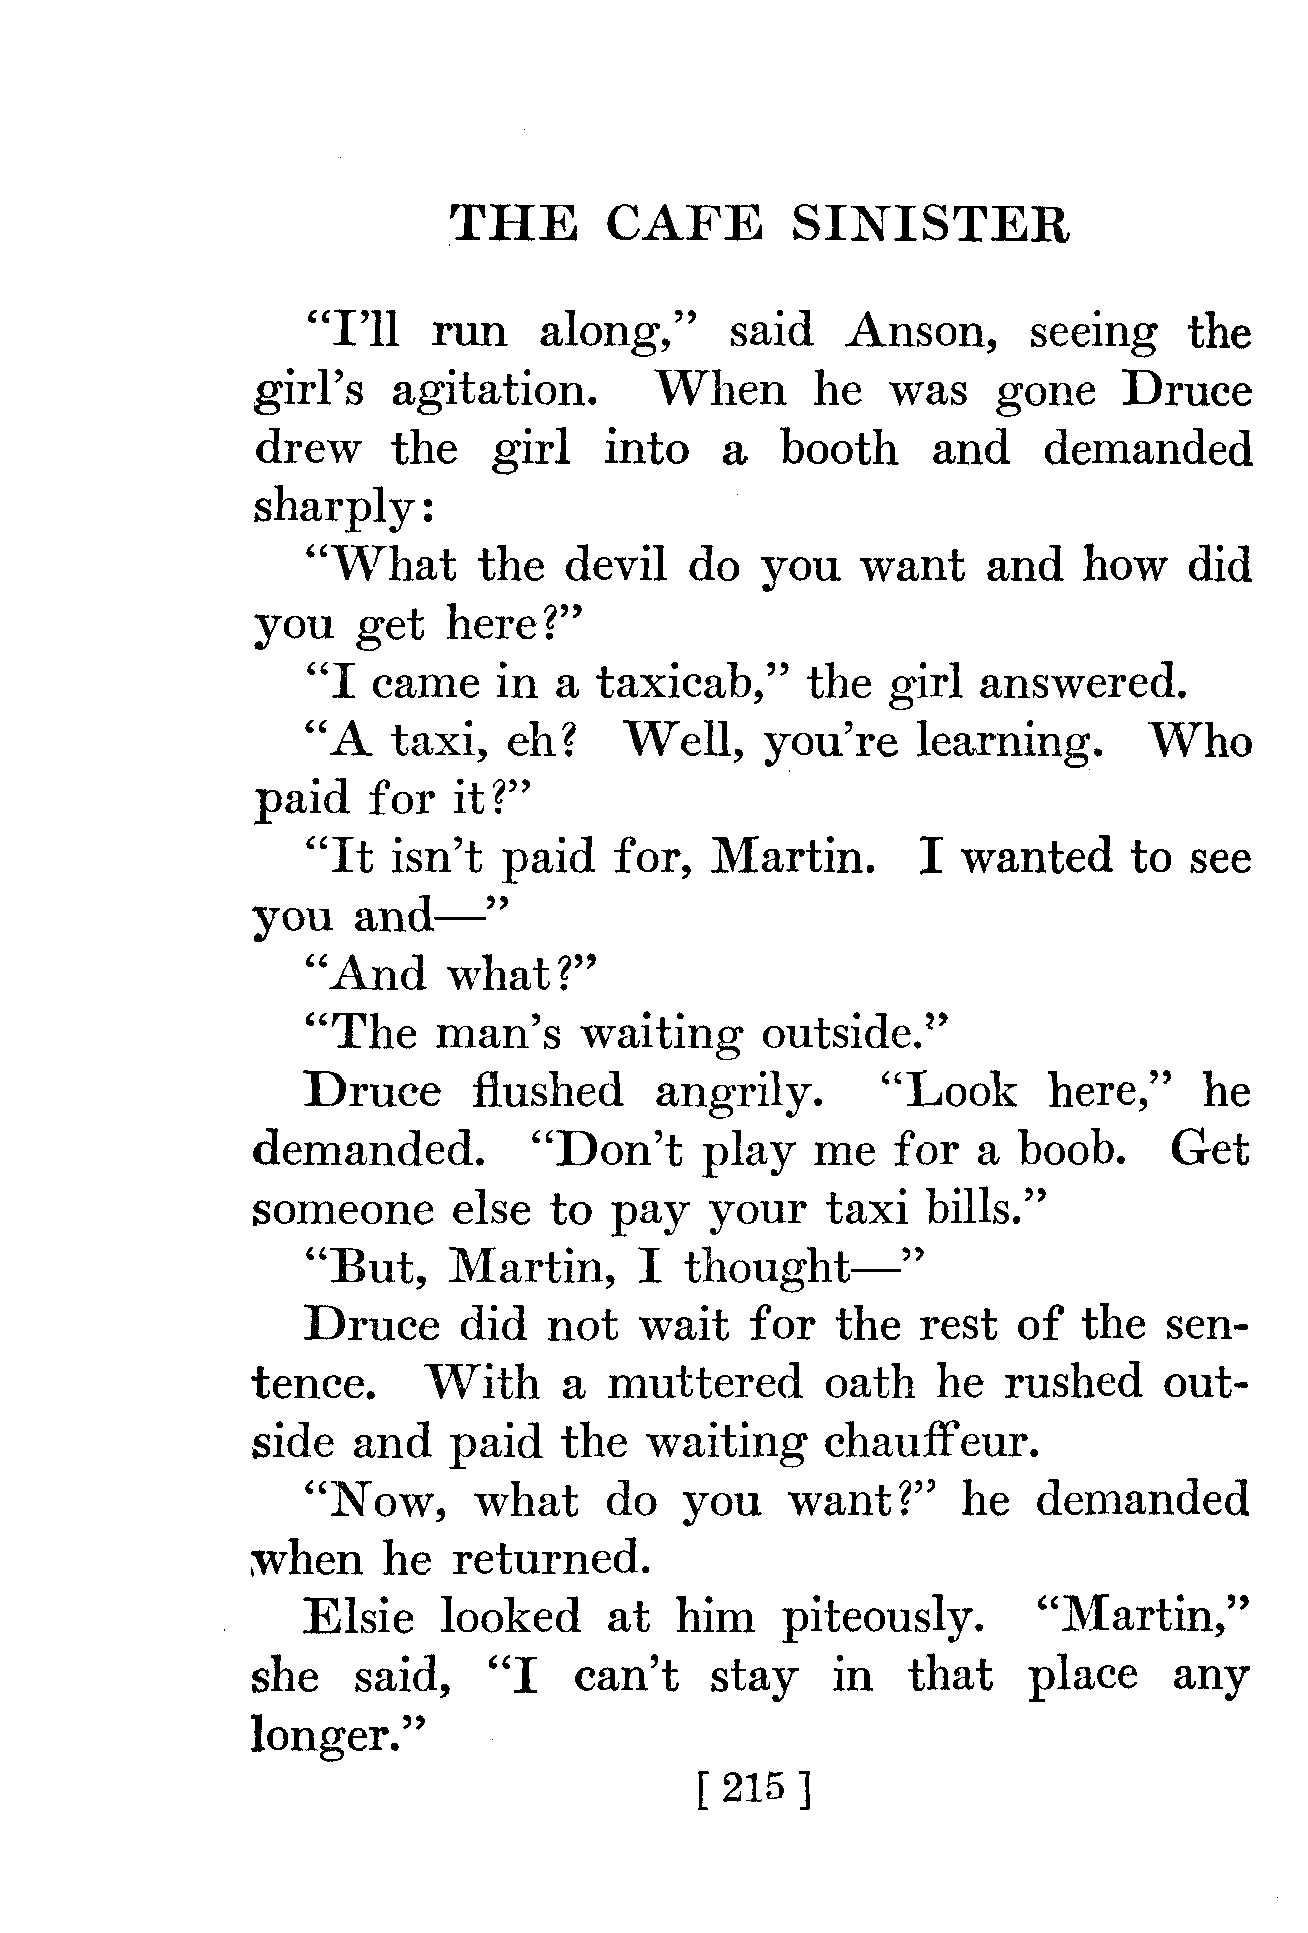 THE CAFE SINISTER
“I’ll run along,” said Anson, seeing the
girl’s agitation. When he was gone Druce
drew the girl into a booth and demanded
sharply:
“What the devil do you want and how did
you get here?”
“I came in a taxicab,” the girl answered.
“A taxi, eh? Well, you’re learning. Who
paid for it?”
“It isn’t paid for, Martin. I wanted to see
you and—”
“And what?”
“The man’s waiting outside.”
Druce flushed angrily. “Look here,” he
demanded. “Don’t play me for a boob. Get
someone else to pay your taxi bills.”
“But, Martin, I thought—”
Druce did not wait for the rest of the sen-
tence. With a muttered oath he rushed out-
side and paid the waiting chauffeur.
“Now, what do you want?” he demanded
when he returned.
Elsie looked at him piteously. “Martin,”
she said, “I can’t stay in that place any
longer.”
[ 215 ]